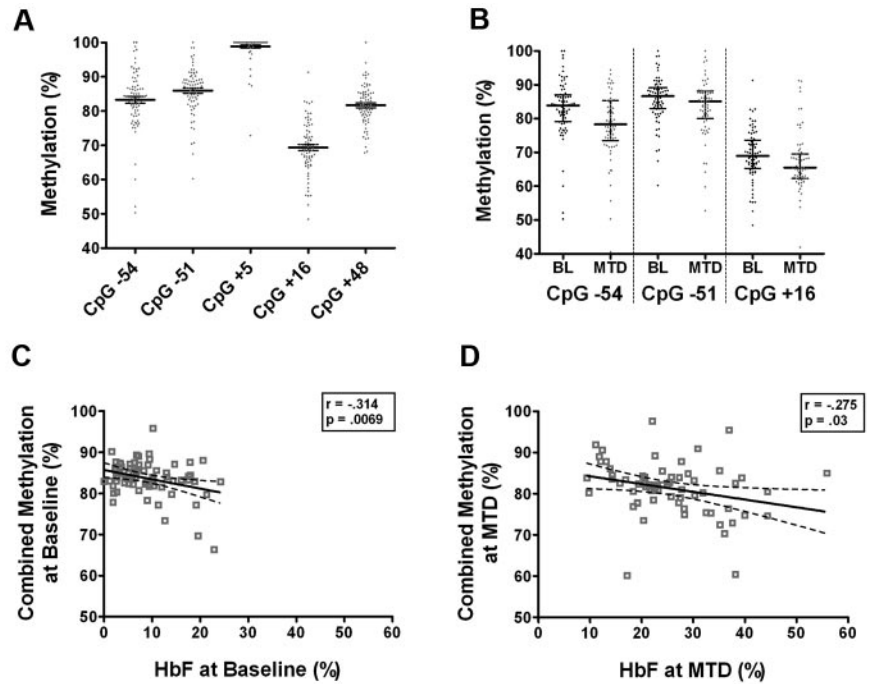 A
Methylation (%)
100
90
80
70
60
50
40
CpG -54
CpG -51
CpG +5
CpG +16
CpG +48
B
Methylation (%)
100
90
80
70
60
50
40
BL MTD BL MTD BL MTD
CpG -54 CpG -51 CpG +16
C
r = -.314
p = .0069
Combined Methylation
at Baseline (%)
100
90
80
70
60
50
0 10 20 30 40 50 60
HbF at Baseline (%)
D
r = -.275
p = .03
Combined Methylation
at MTD (%)
100
90
80
70
60
50
0 10 20 30 40 50 60
HbF at MTD (%)